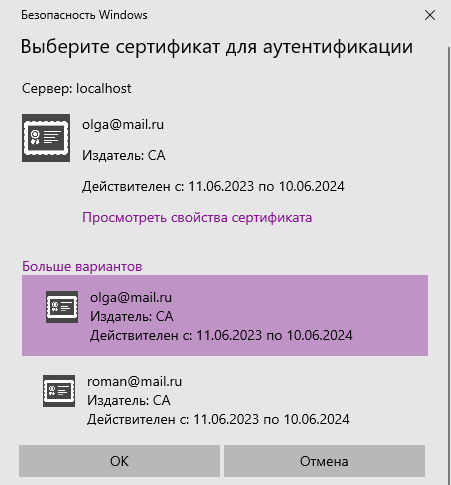 Безопасность Windows
Выберите сертификат для аутентификации
Сервер: localhost
olga@mail.ru
Издатель: CA
Действителен с: 11.06.2023 по 10.06.2024
Просмотреть свойства сертификата
Больше вариантов
olga@mail.ru
Издатель: CA
Действителен с: 11.06.2023 по 10.06.2024
roman@mail.ru
Издатель: CA
Действителен с: 11.06.2023 по 10.06.2024
ОК
Отмена